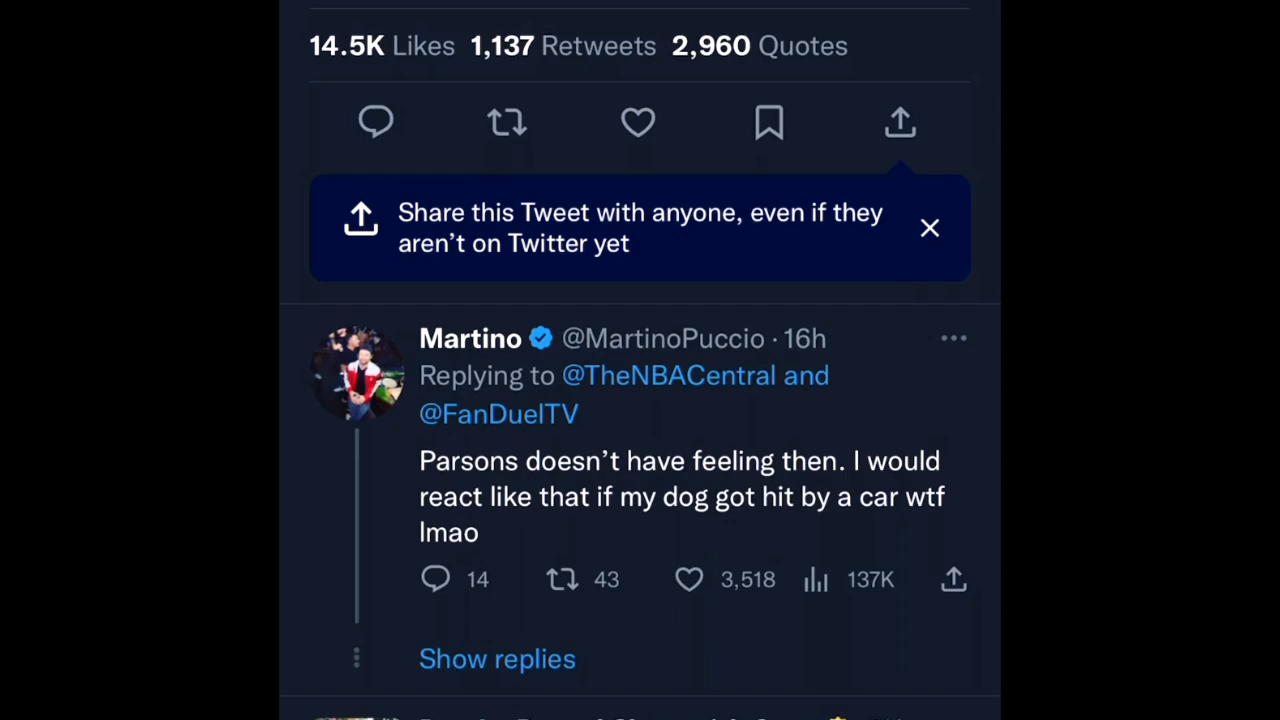 14.5K Likes 1,137 Retweets 2,960 Quotes
Share this Tweet with anyone, even if they
aren’t on Twitter yet
Martino @MartinoPuccio · 16h
Replying to @TheNBACentral and
@FanDuelTV
Parsons doesn’t have feeling then. I would
react like that if my dog got hit by a car wtf
lmao
14 43 3,518 137K
Show replies